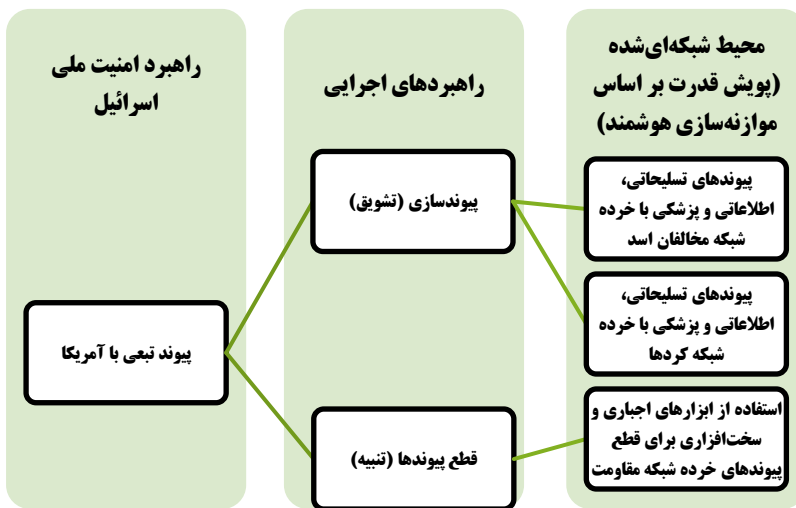 محیط شبکه‌ای‌شده
(پویش قدرت بر اساس
موازنه‌سازی هوشمند)
پیوندهای تسلیحاتی،
اطلاعاتی و پزشکی با خرده
شبکه مخالفان اسد
پیوندهای تسلیحاتی،
اطلاعاتی و پزشکی با خرده
شبکه کردها
استفاده از ابزارهای اجباری و
سخت‌افزاری برای قطع
پیوندهای خرده شبکه مقاومت
راهبردهای اجرایی
پیوندسازی (تشویق)
قطع پیوندها (تنبیه)
راهبرد امنیت ملی
اسرائیل
پیوند تبعی با آمریکا